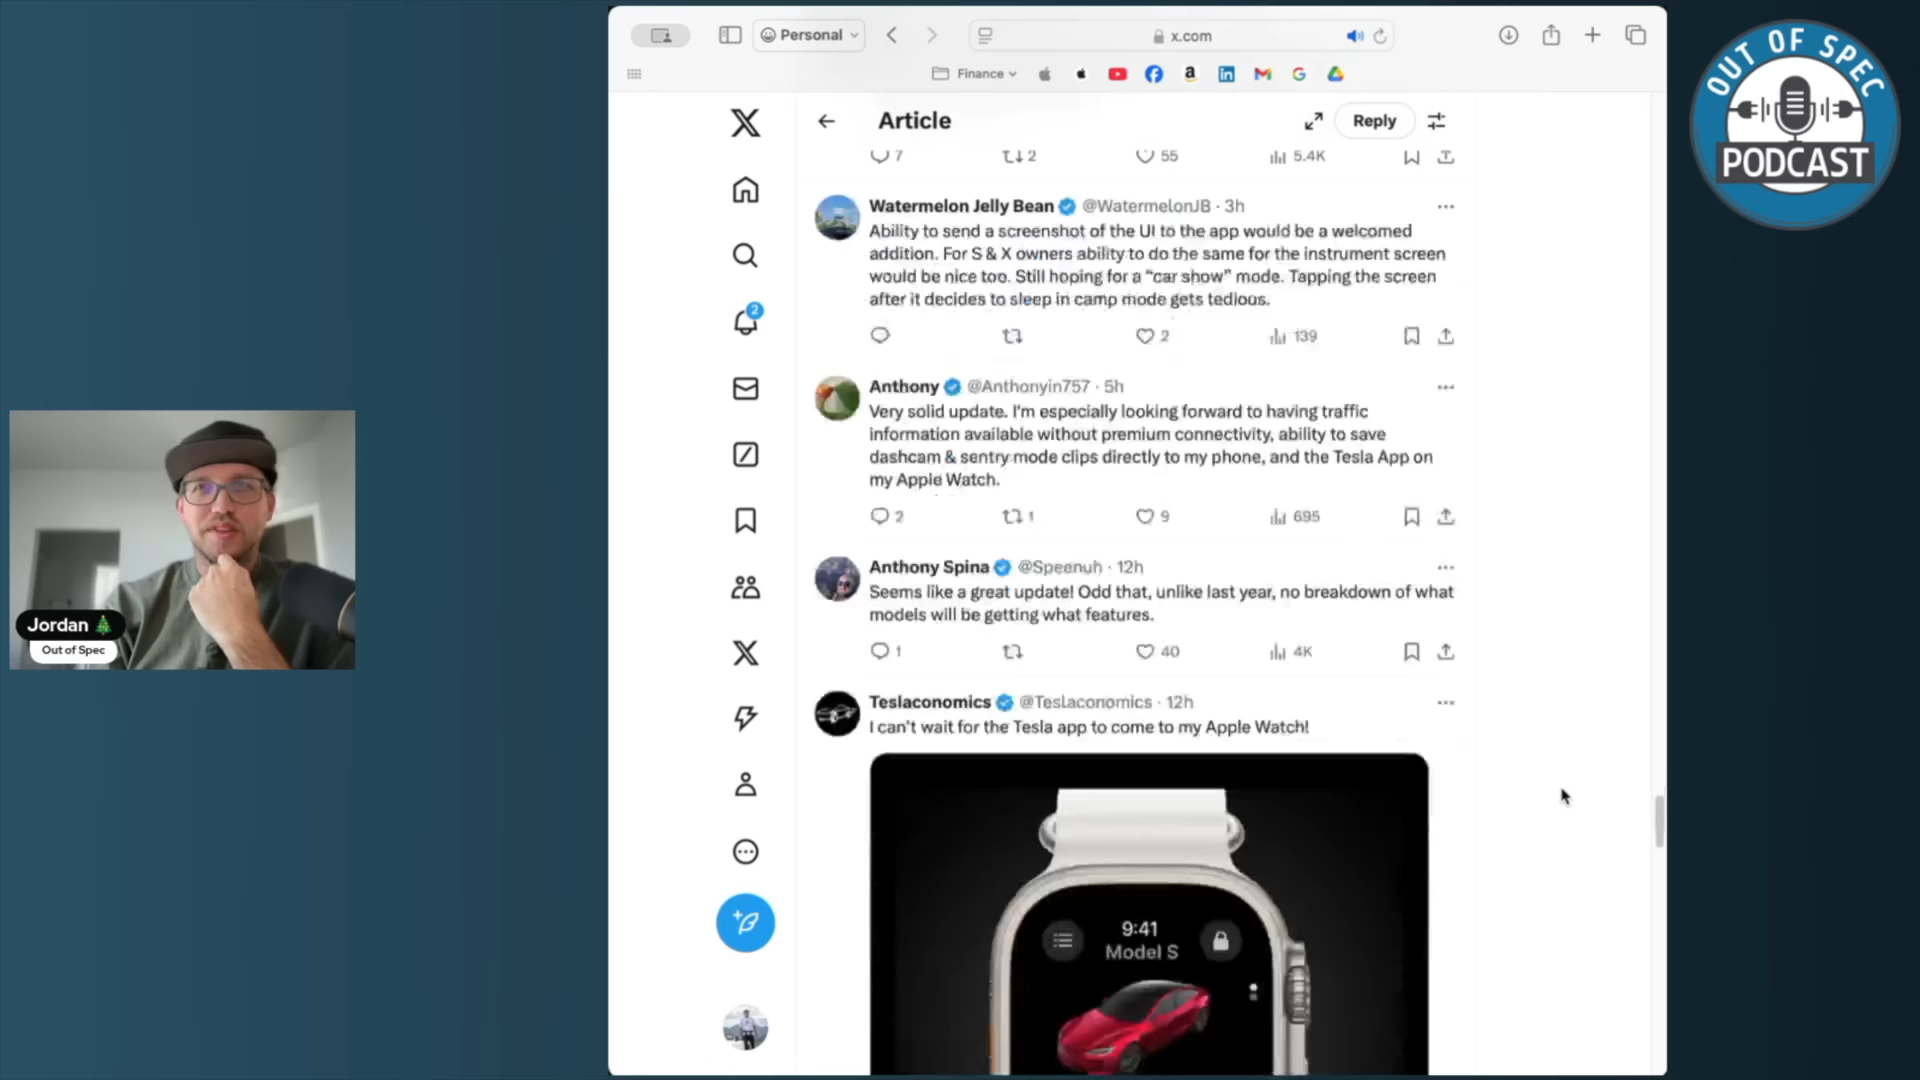 Personal
x.com
Finance
OUT OF SPEC
PODCAST
Article
Reply
7
2
55
5.4K
Watermelon Jelly Bean @WatermelonJB · 3h
Ability to send a screenshot of the UI to the app would be a welcomed
addition. For S & X owners ability to do the same for the instrument screen
would be nice too. Still hoping for a “car show” mode. Tapping the screen
after it decides to sleep in camp mode gets tedious.
2
139
2
Anthony @Anthonyin757 · 5h
Very solid update. I'm especially looking forward to having traffic
information available without premium connectivity, ability to save
dashcam & sentry mode clips directly to my phone, and the Tesla App on
my Apple Watch.
2
1
9
695
Anthony Spina @Speenuh · 12h
Seems like a great update! Odd that, unlike last year, no breakdown of what
models will be getting what features.
1
40
4K
Teslaconomics @Teslaconomics · 12h
I can't wait for the Tesla app to come to my Apple Watch!
9:41
Model S
Jordan
Out of Spec